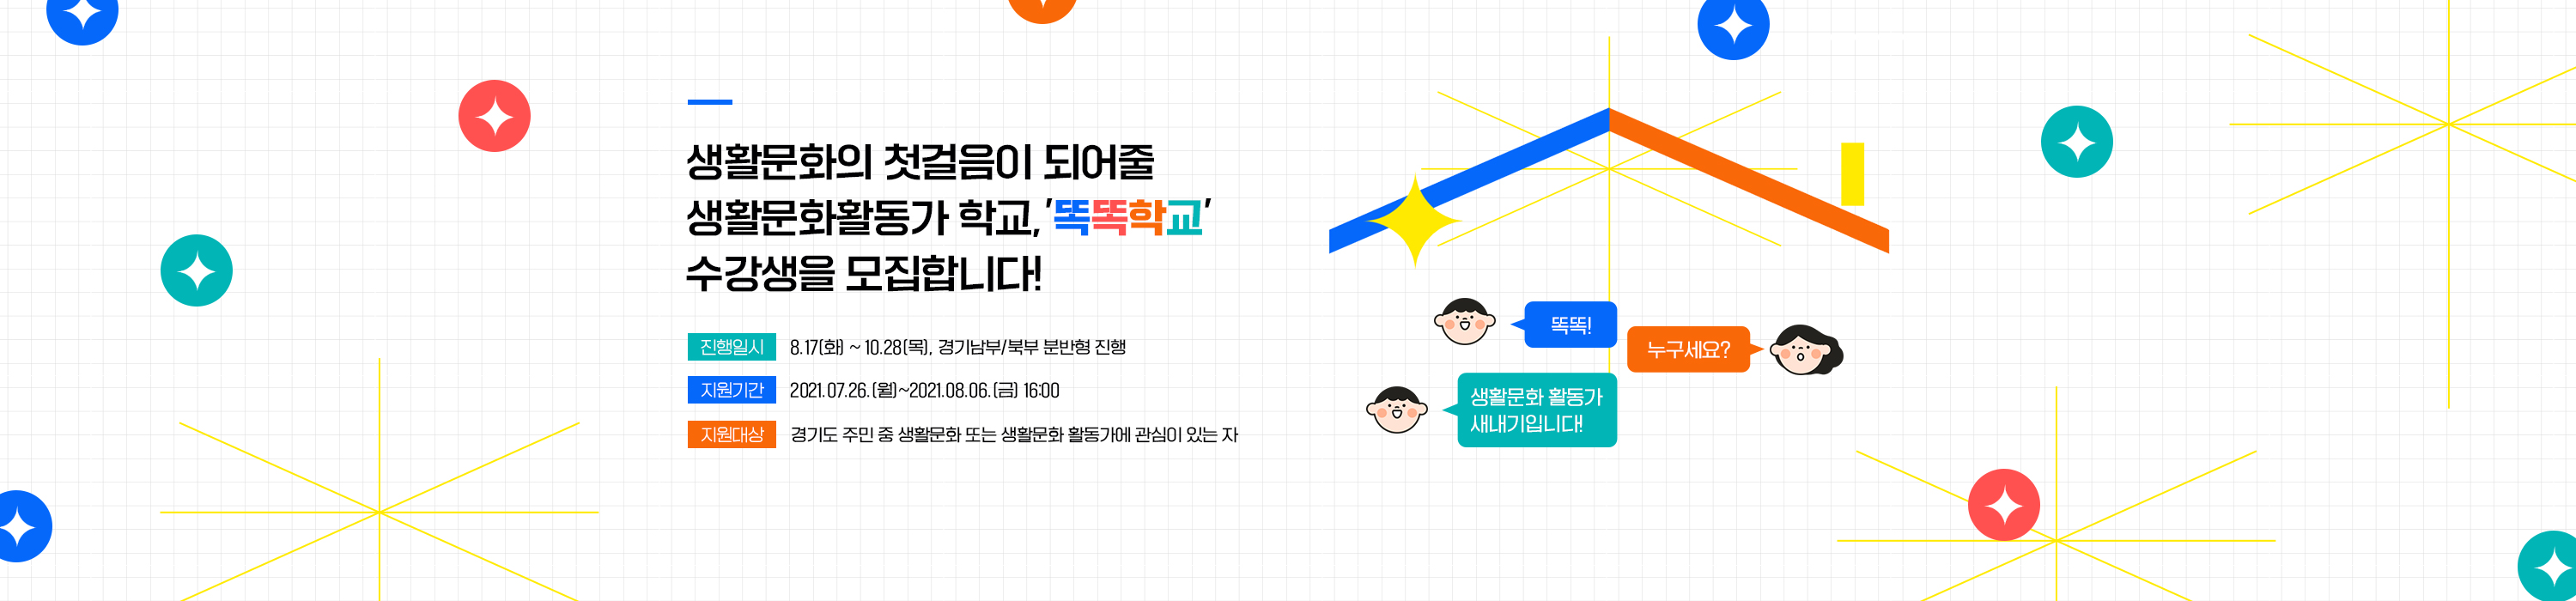 생활문화의 첫걸음이 되어줄
생활문화활동가 학교, '똑똑학교'
수강생을 모집합니다!
진행일시 8.17(화) ~ 10.28(목), 경기남부/북부 분반형 진행
지원기간 2021.07.26.(월)~2021.08.06.(금) 16:00
지원대상 경기도 주민 중 생활문화 또는 생활문화 활동가에 관심이 있는 자
똑똑!
누구세요?
생활문화 활동가
새내기입니다!